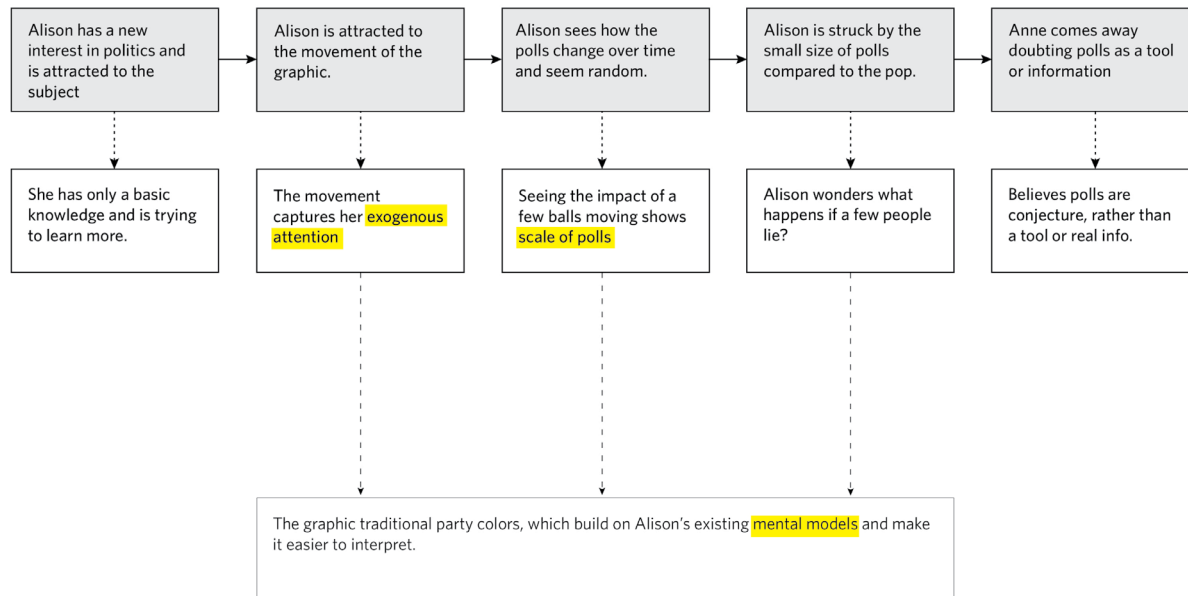 Alison has a new
interest in politics and
is attracted to the
subject
Alison is attracted to
the movement of the
graphic.
Alison sees how the
polls change over time
and seem random.
Alison is struck by the
small size of polls
compared to the pop.
Anne comes away
doubting polls as a tool
or information
She has only a basic
knowledge and is trying
to learn more.
The movement
captures her exogenous
attention
Seeing the impact of a
few balls moving shows
scale of polls
Alison wonders what
happens if a few people
lie?
Believes polls are
conjecture, rather than
a tool or real info.
The graphic traditional party colors, which build on Alison’s existing mental models and make
it easier to interpret.